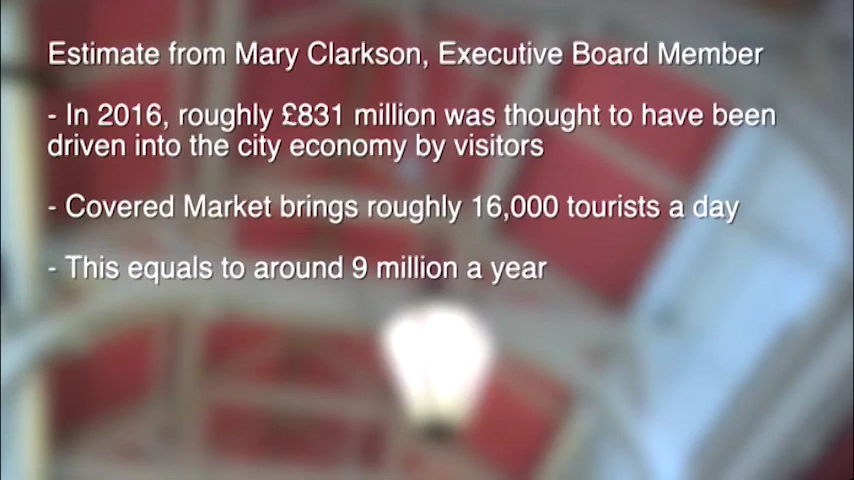 Estimate from Mary Clarkson, Executive Board Member
- In 2016, roughly £831 million was thought to have been
driven into the city economy by visitors
- Covered Market brings roughly 16,000 tourists a day
- This equals to around 9 million a year